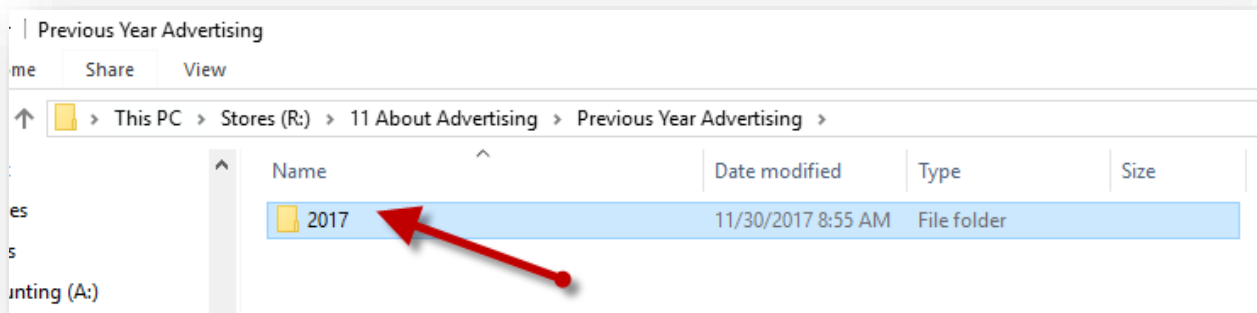 Previous Year Advertising
me Share View
This PC > Stores (R:) > 11 About Advertising > Previous Year Advertising >
Name Date modified Type Size
es
2017 11/30/2017 8:55 AM File folder
s
unting (A:)